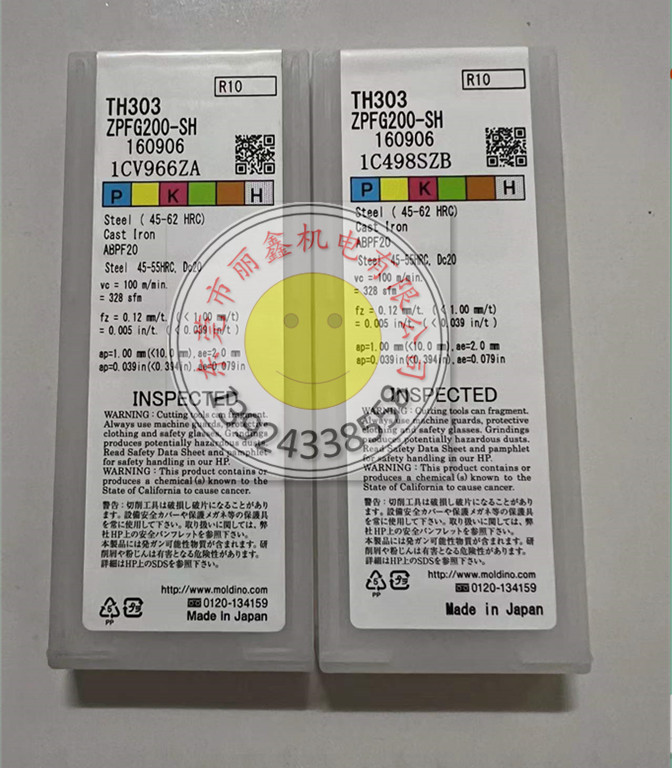 R10
TH303
ZPFG200-SH
160906
1CV966ZA
P K H
Steel ( 45-62 HRC)
Cast Iron
ABPF20
Steel 45-55HRC, Dc20
vc = 100 m/min.
= 328 sfm
fz = 0.12 mm/t. (< 1.00 mm/t)
= 0.005 in/t. (< 0.039 in/t)
ap=1.00 mm(<10.0 mm),ae=2.0 mm
ap=0.039in(<0.394in),ae=0.079in
INSPECTED
WARNING : Cutting tools can fragment.
Always use machine guards, protective
clothing and safety glasses. Grindings
produces potentially hazardous dusts.
Read Safety Data Sheet and pamphlet
for safety handling in our HP.
WARNING : This product contains or
produces a chemical(s) known to the
State of California to cause cancer.
警告：切削工具は破損し破片になることがありま
す。設備安全カバーや保護メガネ等の保護具
を常に使用して下さい。取り扱いに関しては、弊
社HP上の安全パンフレットを参照下さい。
本製品には発ガン可能性物質が含まれます。研
削屑や粉じんは有害となる危険性があります。
詳細はHP上のSDSを参照下さい。
http://www.moldino.com
0120-134159
Made in Japan
PP
R10
TH303
ZPFG200-SH
160906
1C498SZB
P K H
Steel ( 45-62 HRC)
Cast Iron
ABPF20
Steel 45-55HRC, Dc20
vc = 100 m/min.
= 328 sfm
fz = 0.12 mm/t. (< 1.00 mm/t)
= 0.005 in/t. (< 0.039 in/t )
ap=1.00 mm(<10.0 mm),ae=2.0 mm
ap=0.039in(<0.394in),ae=0.079in
INSPECTED
WARNING : Cutting tools can fragment.
Always use machine guards, protective
clothing and safety glasses. Grindings
produces potentially hazardous dusts.
Read Safety Data Sheet and pamphlet
for safety handling in our HP.
WARNING : This product contains or
produces a chemical(s) known to the
State of California to cause cancer.
警告：切削工具は破損し破片になることがありま
す。設備安全カバーや保護メガネ等の保護具
を常に使用して下さい。取り扱いに関しては、弊
社HP上の安全パンフレットを参照下さい。
本製品には発ガン可能性物質が含まれます。研
削屑や粉じんは有害となる危険性があります。
詳細はHP上のSDSを参照下さい。
http://www.moldino.com
0120-134159
Made in Japan
PP
东莞市丽鑫机电有限公司